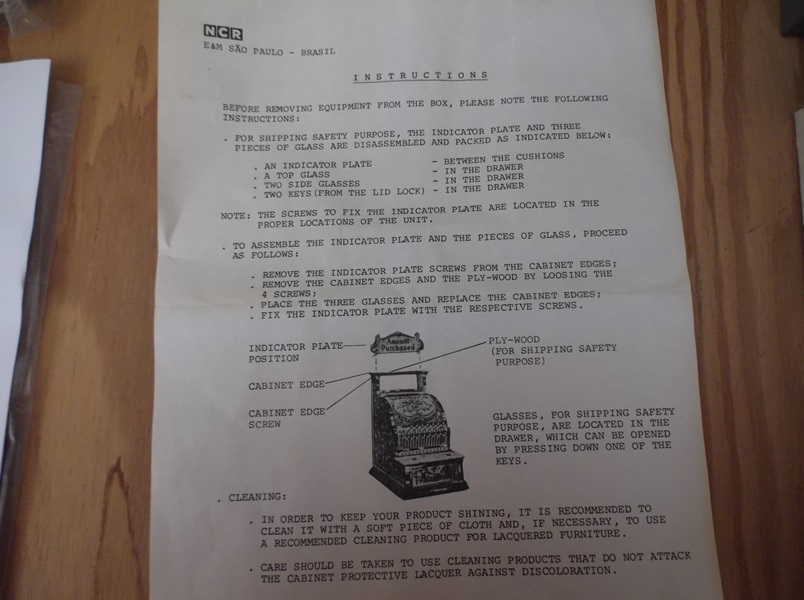 NCR
E&M SÃO PAULO - BRASIL
INSTRUCTIONS
BEFORE REMOVING EQUIPMENT FROM THE BOX, PLEASE NOTE THE FOLLOWING
INSTRUCTIONS:
. FOR SHIPPING SAFETY PURPOSE, THE INDICATOR PLATE AND THREE
PIECES OF GLASS ARE DISASSEMBLED AND PACKED AS INDICATED BELOW:
. AN INDICATOR PLATE - BETWEEN THE CUSHIONS
. A TOP GLASS - IN THE DRAWER
. TWO SIDE GLASSES - IN THE DRAWER
. TWO KEYS(FROM THE LID LOCK) - IN THE DRAWER
NOTE: THE SCREWS TO FIX THE INDICATOR PLATE ARE LOCATED IN THE
PROPER LOCATIONS OF THE UNIT.
. TO ASSEMBLE THE INDICATOR PLATE AND THE PIECES OF GLASS, PROCEED
AS FOLLOWS:
. REMOVE THE INDICATOR PLATE SCREWS FROM THE CABINET EDGES;
. REMOVE THE CABINET EDGES AND THE PLY-WOOD BY LOOSING THE
4 SCREWS;
. PLACE THE THREE GLASSES AND REPLACE THE CABINET EDGES;
. FIX THE INDICATOR PLATE WITH THE RESPECTIVE SCREWS.
INDICATOR PLATE
POSITION
Amount
Purchased
PLY-WOOD
(FOR SHIPPING SAFETY
PURPOSE)
CABINET EDGE
CABINET EDGE
SCREW
GLASSES, FOR SHIPPING SAFETY
PURPOSE, ARE LOCATED IN THE
DRAWER, WHICH CAN BE OPENED
BY PRESSING DOWN ONE OF THE
KEYS.
. CLEANING:
. IN ORDER TO KEEP YOUR PRODUCT SHINING, IT IS RECOMMENDED TO
CLEAN IT WITH A SOFT PIECE OF CLOTH AND, IF NECESSARY, TO USE
A RECOMMENDED CLEANING PRODUCT FOR LACQUERED FURNITURE.
. CARE SHOULD BE TAKEN TO USE CLEANING PRODUCTS THAT DO NOT ATTACK
THE CABINET PROTECTIVE LACQUER AGAINST DISCOLORATION.